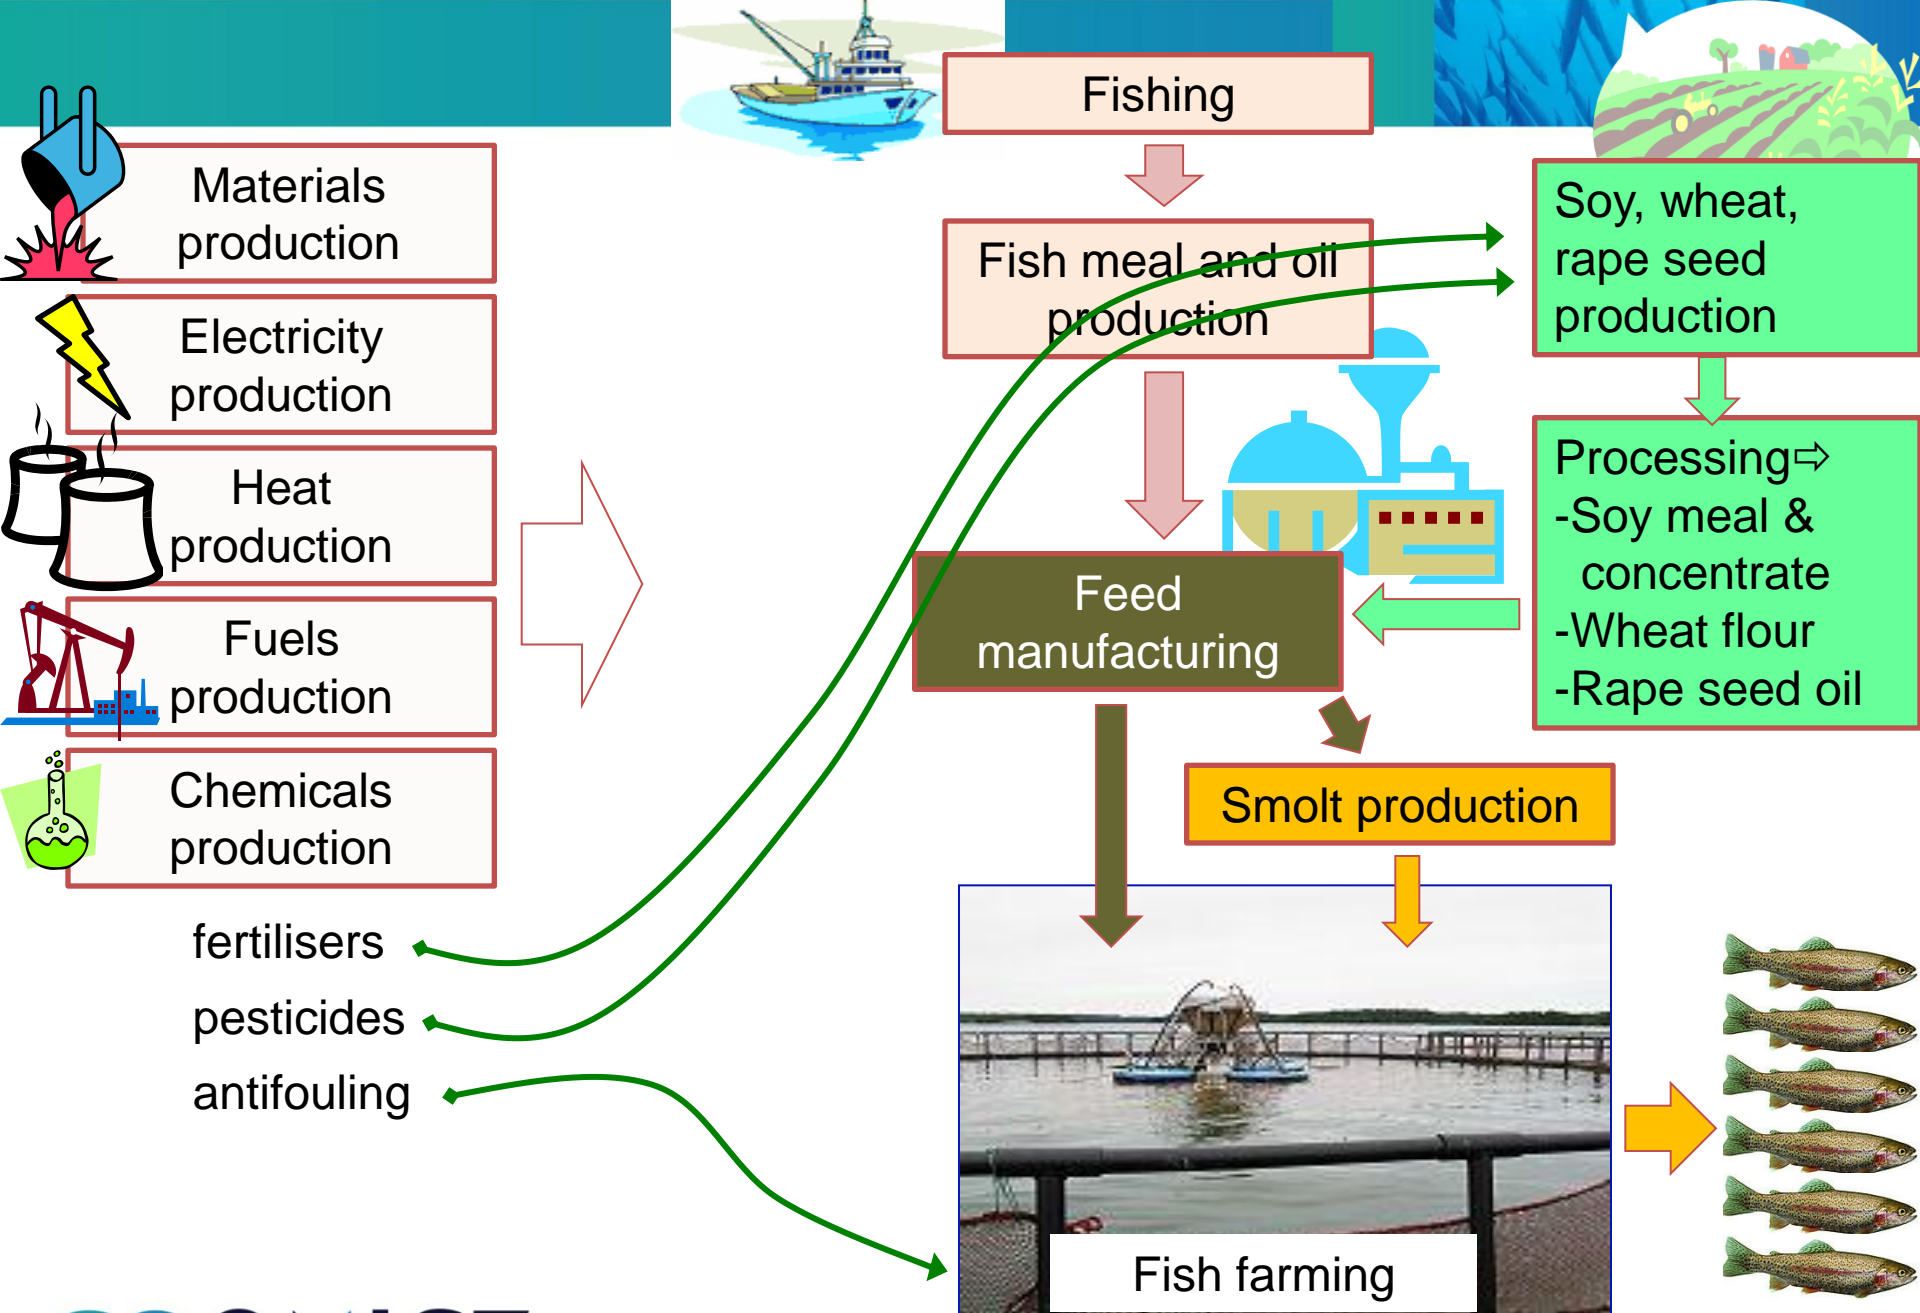 Fishing
Materials
production
Soy, wheat,
rape seed
production
Fish meal and oil
production
Electricity
production
Heat
production
Processing⇨
-Soy meal &
concentrate
-Wheat flour
-Rape seed oil
Feed
manufacturing
Fuels
production
Chemicals
production
Smolt production
fertilisers
pesticides
antifouling
Fish farming